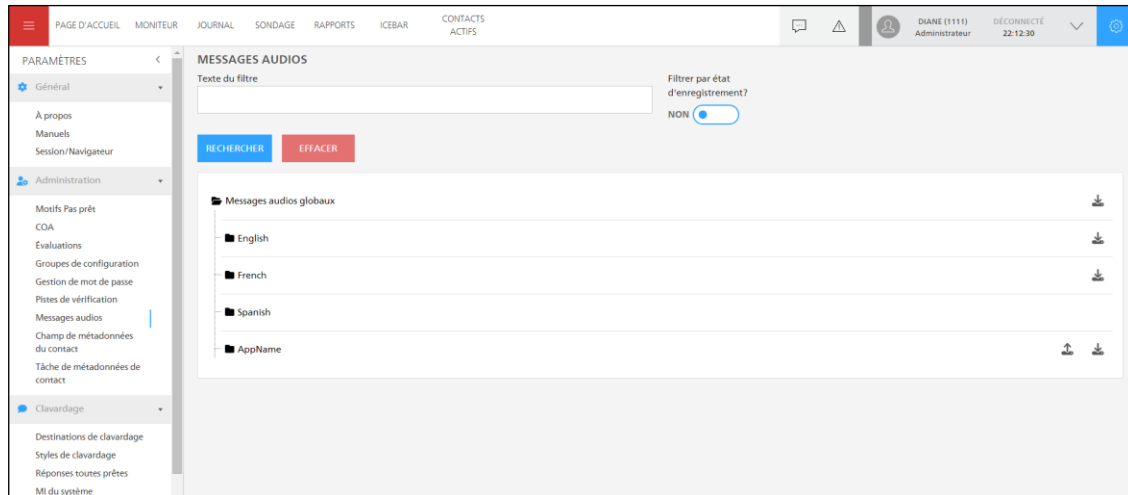 PAGE D'ACCUEIL MONITEUR JOURNAL SONDAGE RAPPORTS ICEBAR CONTACTS
ACTIFS
DIANE (1111)
Administrateur
DÉCONNECTÉ
22:12:30
PARAMÈTRES
Général
À propos
Manuels
Session/Navigateur
Administration
Motifs Pas prêt
COA
Évaluations
Groupes de configuration
Gestion de mot de passe
Pistes de vérification
Messages audios
Champ de métadonnées
du contact
Tâche de métadonnées de
contact
Clavardage
Destinations de clavardage
Styles de clavardage
Réponses toutes prêtes
MI du système
MESSAGES AUDIOS
Texte du filtre
Filtrer par état
d'enregistrement?
NON
RECHERCHER EFFACER
Messages audios globaux
English
French
Spanish
AppName